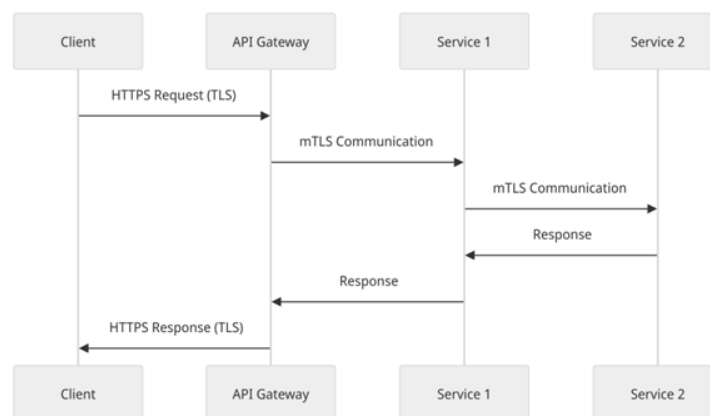 Client
API Gateway
Service 1
Service 2
HTTPS Request (TLS)
mTLS Communication
mTLS Communication
Response
Response
HTTPS Response (TLS)
Client
API Gateway
Service 1
Service 2